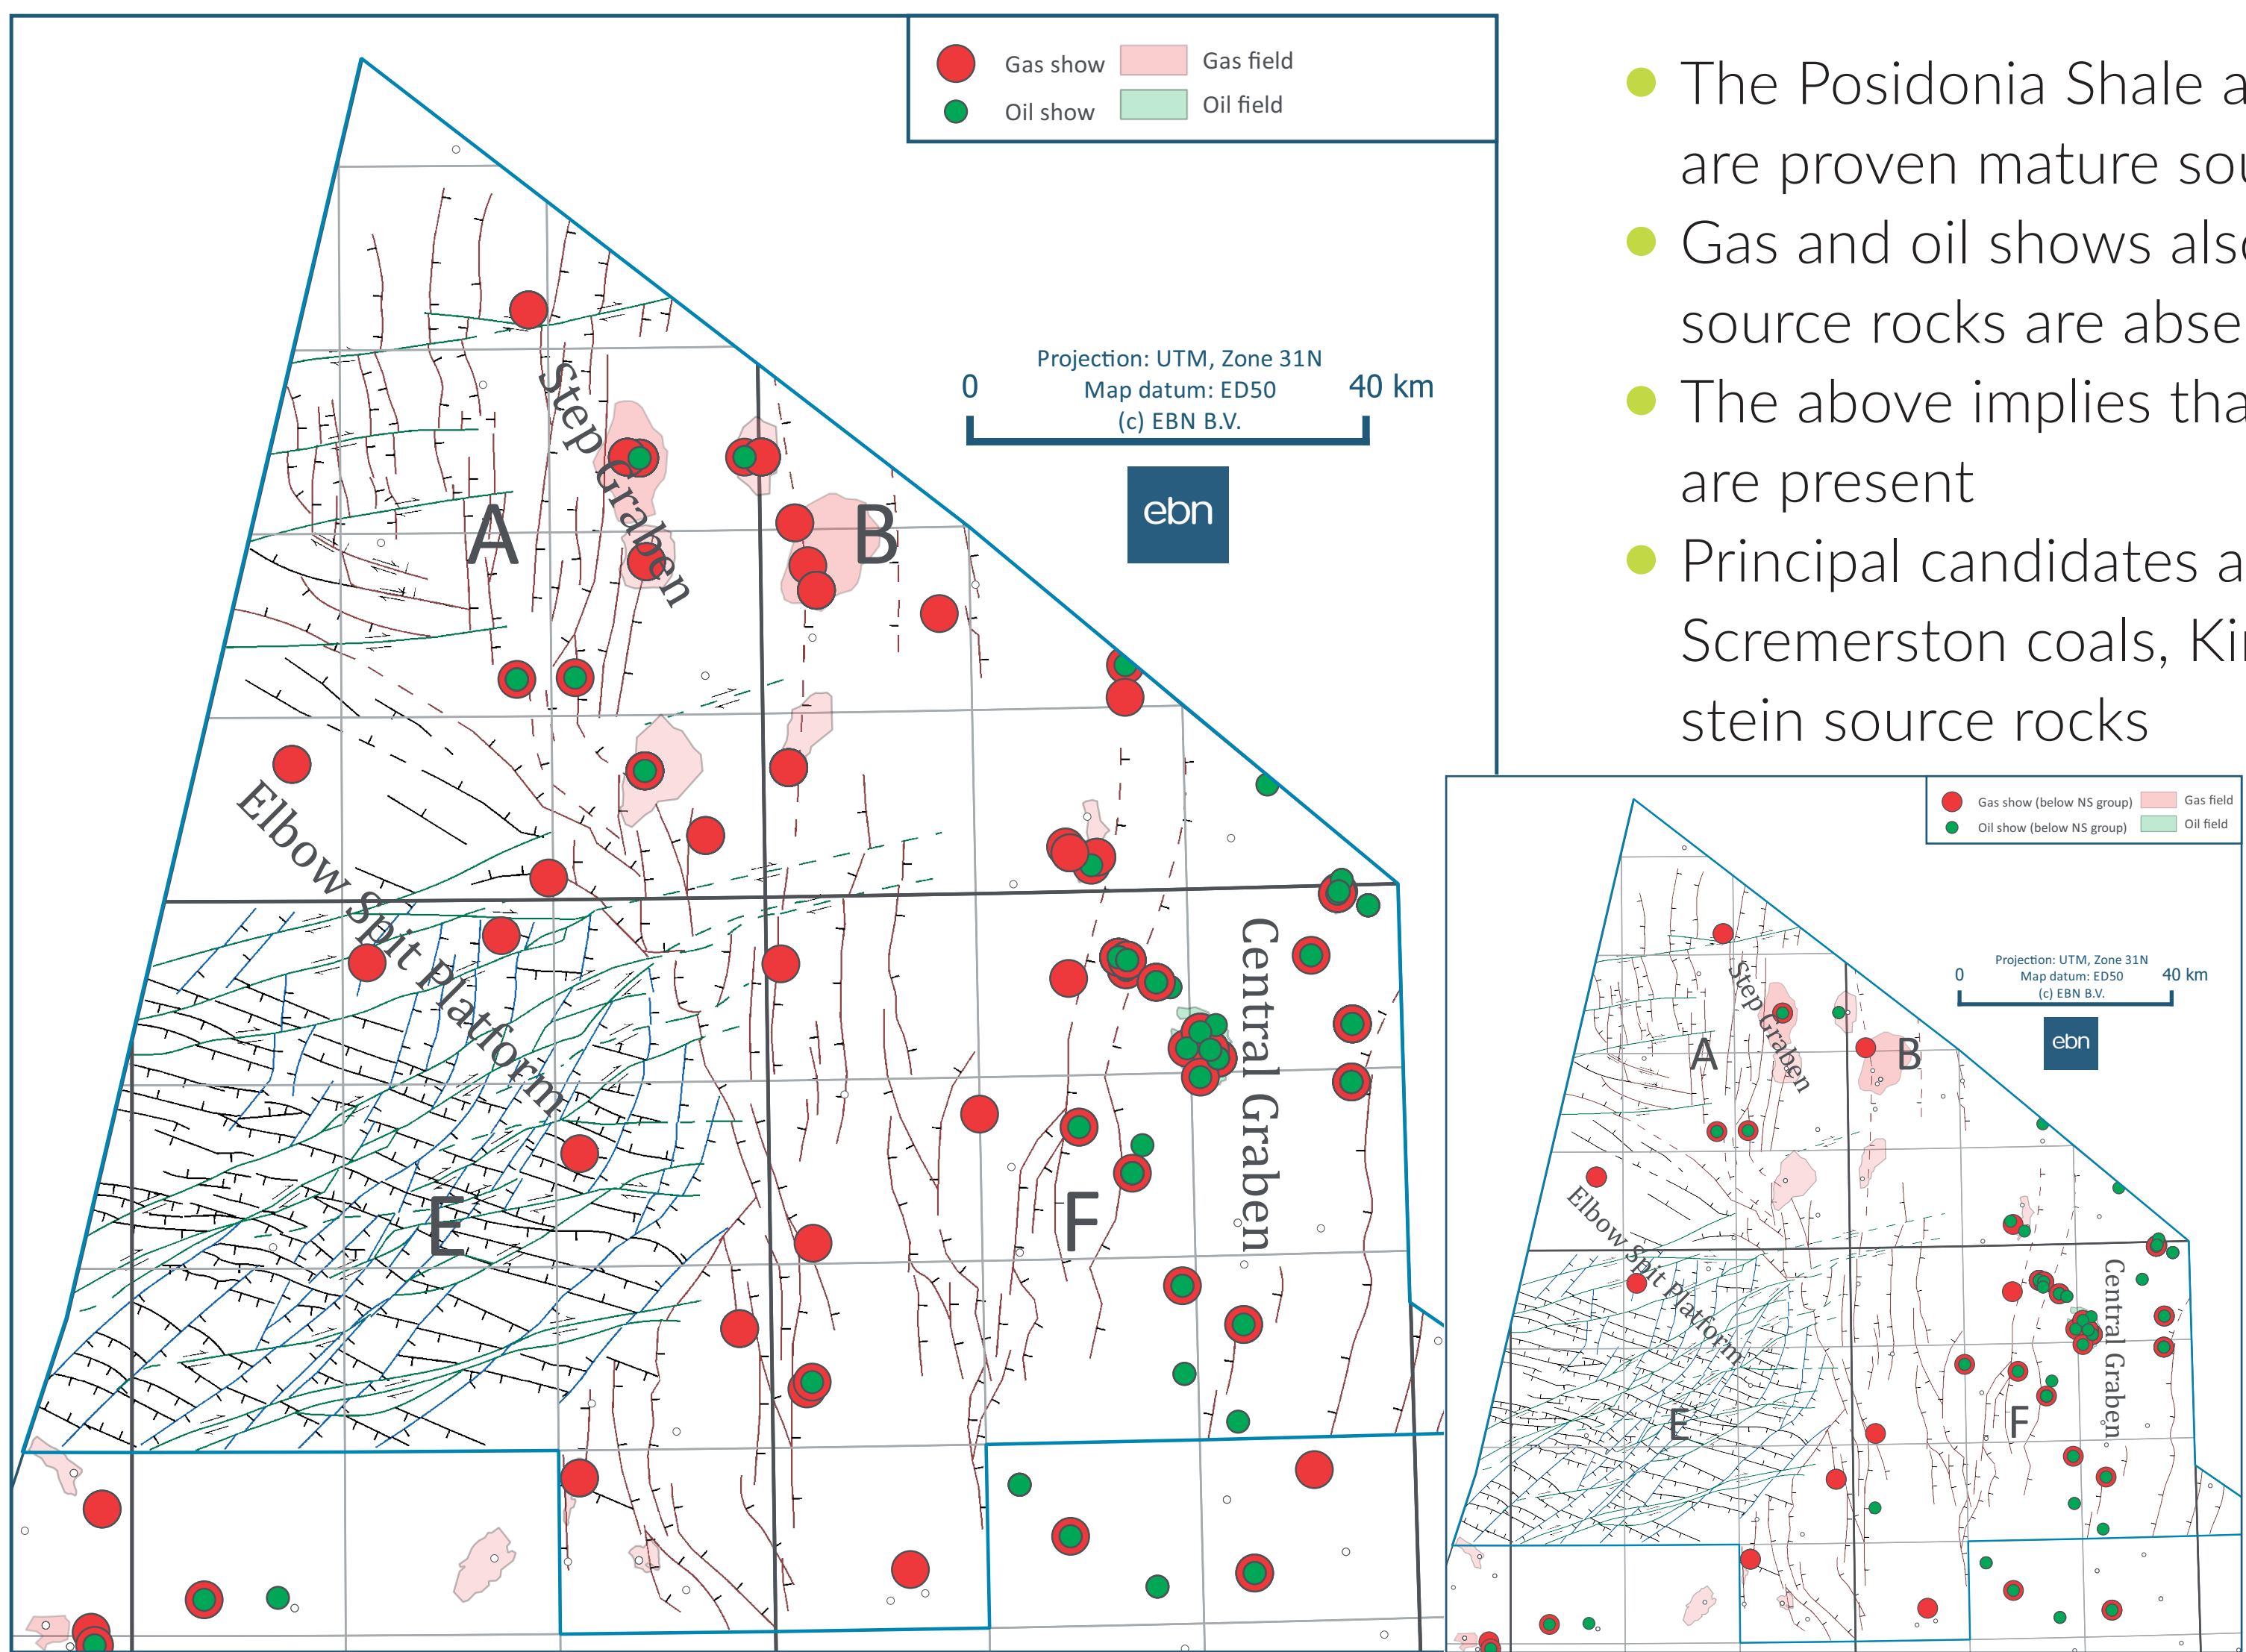 Gas show
Gas field
Oil show
Oil field
Projection: UTM, Zone 31N
0
Map datum: ED50
40 km
(c) EBN B.V.
ebn
Step Graben
A
B
Elbow Spit Platform
Central Graben
E
F
The Posidonia Shale a
are proven mature sou
Gas and oil shows also
source rocks are abse
The above implies tha
are present
Principal candidates a
Scremerston coals, Kin
stein source rocks
Gas show (below NS group)
Gas field
Oil show (below NS group)
Oil field
Projection: UTM, Zone 31N
0
Map datum: ED50
40 km
(c) EBN B.V.
ebn
Step Graben
A
B
Elbow Spit Platform
Central Graben
E
F